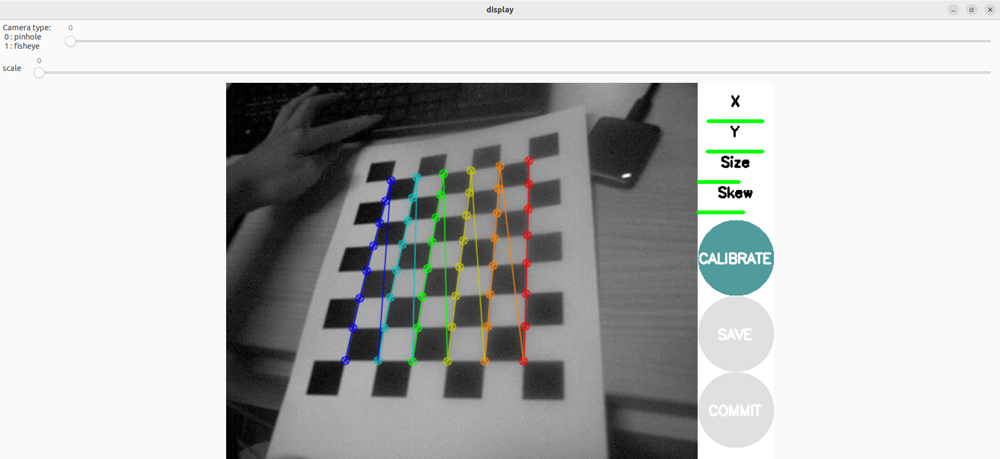 display
Camera type:
0 : pinhole
1 : fisheye
0
scale
0
X
Y
Size
Skew
CALIBRATE
SAVE
COMMIT